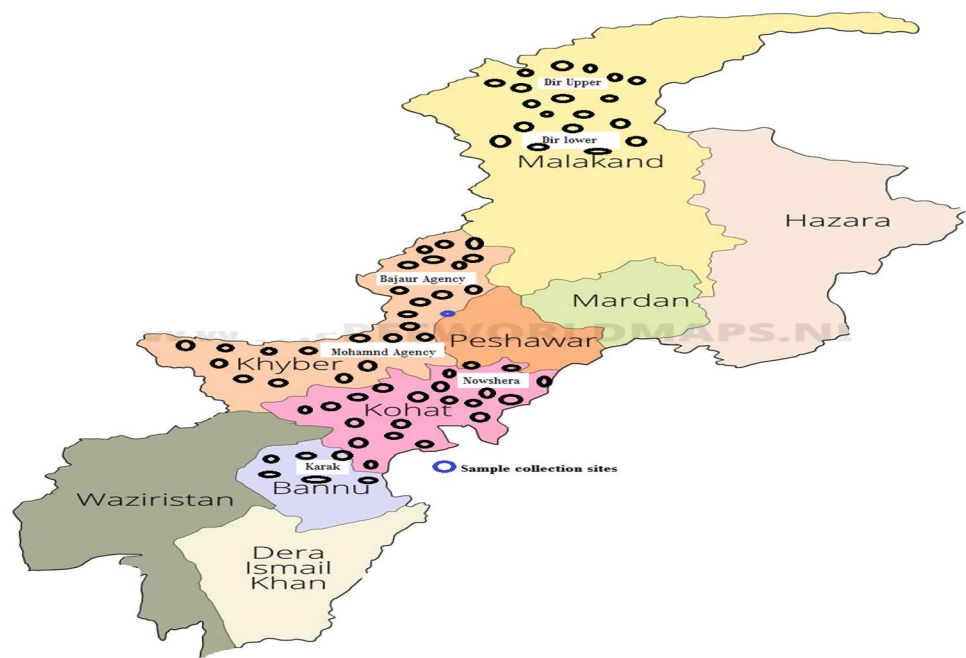 Dir Upper
Dir lower
Malakand
Hazara
Bajaur Agency
Mardan
Peshawar
Mohamnd Agency
Khyber
Nowshera
Kohat
Karak
Sample collection sites
Bannu
Waziristan
Dera
Ismail
Khan